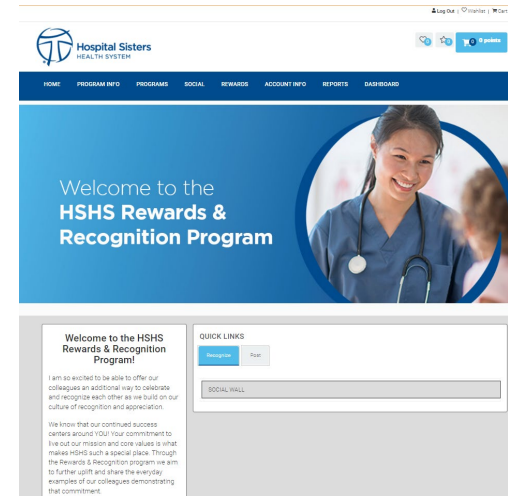 Log Out | Wishlist | Cart
Hospital Sisters
HEALTH SYSTEM
0 0 0 0 points
HOME PROGRAM INFO PROGRAMS SOCIAL REWARDS ACCOUNT INFO REPORTS DASHBOARD
Welcome to the
HSHS Rewards &
Recognition Program
Welcome to the HSHS
Rewards & Recognition
Program!
I am so excited to be able to offer our
colleagues an additional way to celebrate
and recognize each other as we build on our
culture of recognition and appreciation.
We know that our continued success
centers around YOU! Your commitment to
live out our mission and core values is what
makes HSHS such a special place. Through
the Rewards & Recognition program we aim
to further uplift and share the everyday
examples of our colleagues demonstrating
that commitment.
QUICK LINKS
Recognize Post
SOCIAL WALL